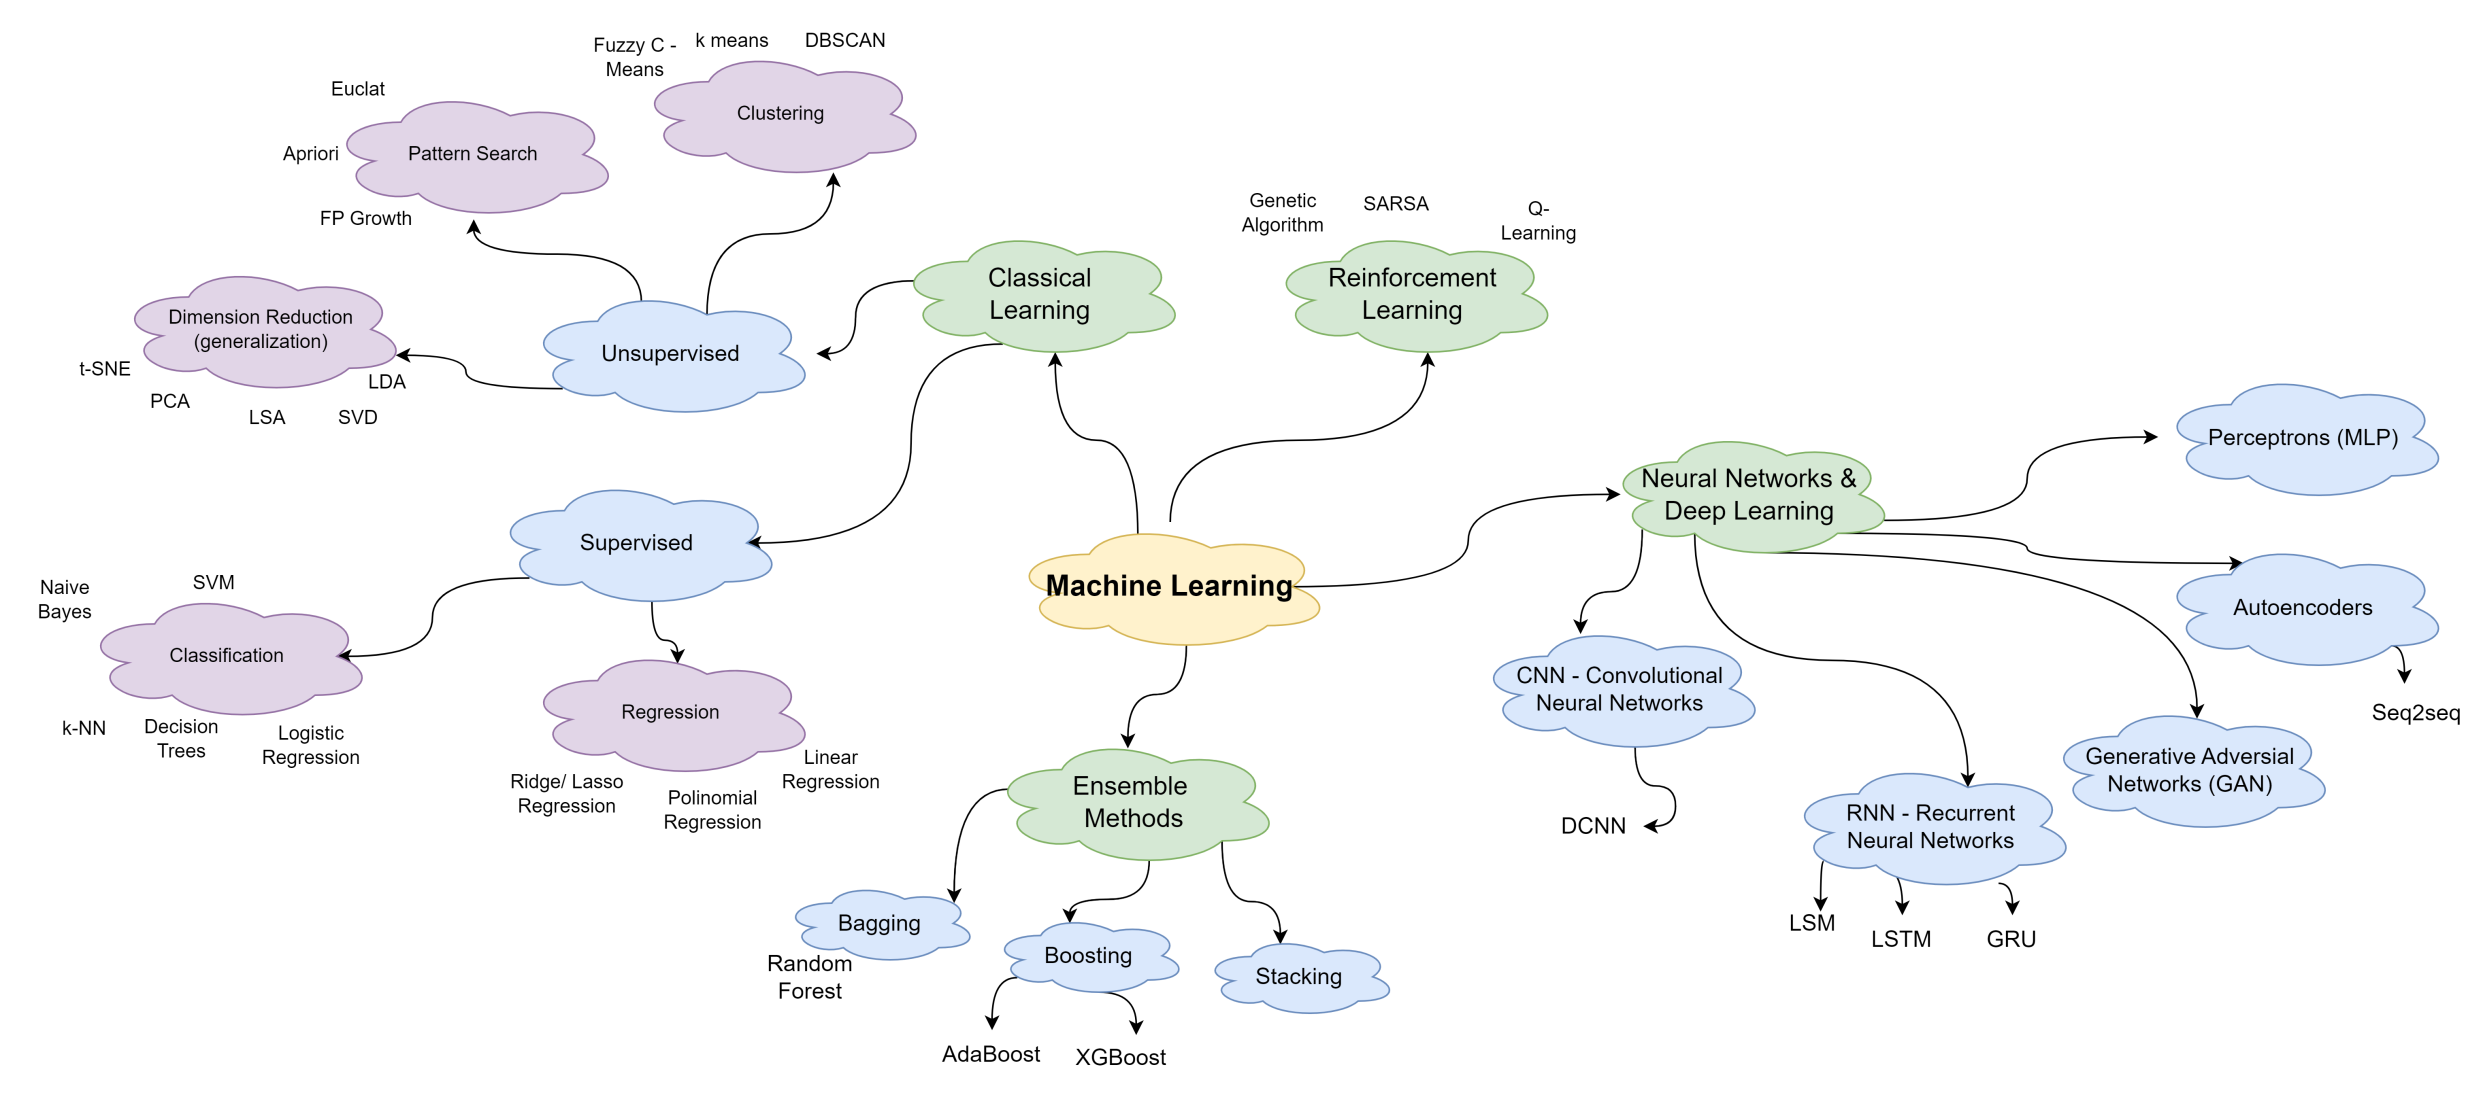 Fuzzy C -
Means
k means
DBSCAN
Clustering
Euclat
Pattern Search
Apriori
FP Growth
Dimension Reduction
(generalization)
t-SNE
PCA
LSA
SVD
LDA
Unsupervised
Classical
Learning
Genetic
Algorithm
SARSA
Q-
Learning
Reinforcement
Learning
Supervised
Naive
Bayes
SVM
Classification
k-NN
Decision
Trees
Logistic
Regression
Regression
Ridge/ Lasso
Regression
Polinomial
Regression
Linear
Regression
Machine Learning
Neural Networks &
Deep Learning
Perceptrons (MLP)
Autoencoders
Seq2seq
CNN - Convolutional
Neural Networks
DCNN
Generative Adversial
Networks (GAN)
RNN - Recurrent
Neural Networks
LSM
LSTM
GRU
Ensemble
Methods
Bagging
Random
Forest
Boosting
Stacking
AdaBoost
XGBoost